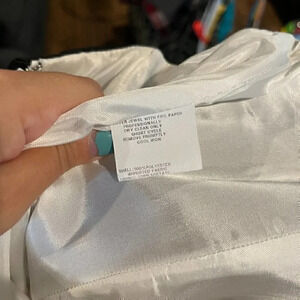 JEWEL WITH FOIL PAPER
PROFESSIONALLY
DRY CLEAN ONLY
SHORT CYCLE
REMOVE PROMPTLY
COOL IRON
SHELL: 100% POLYESTER
IMPORTED FABRIC